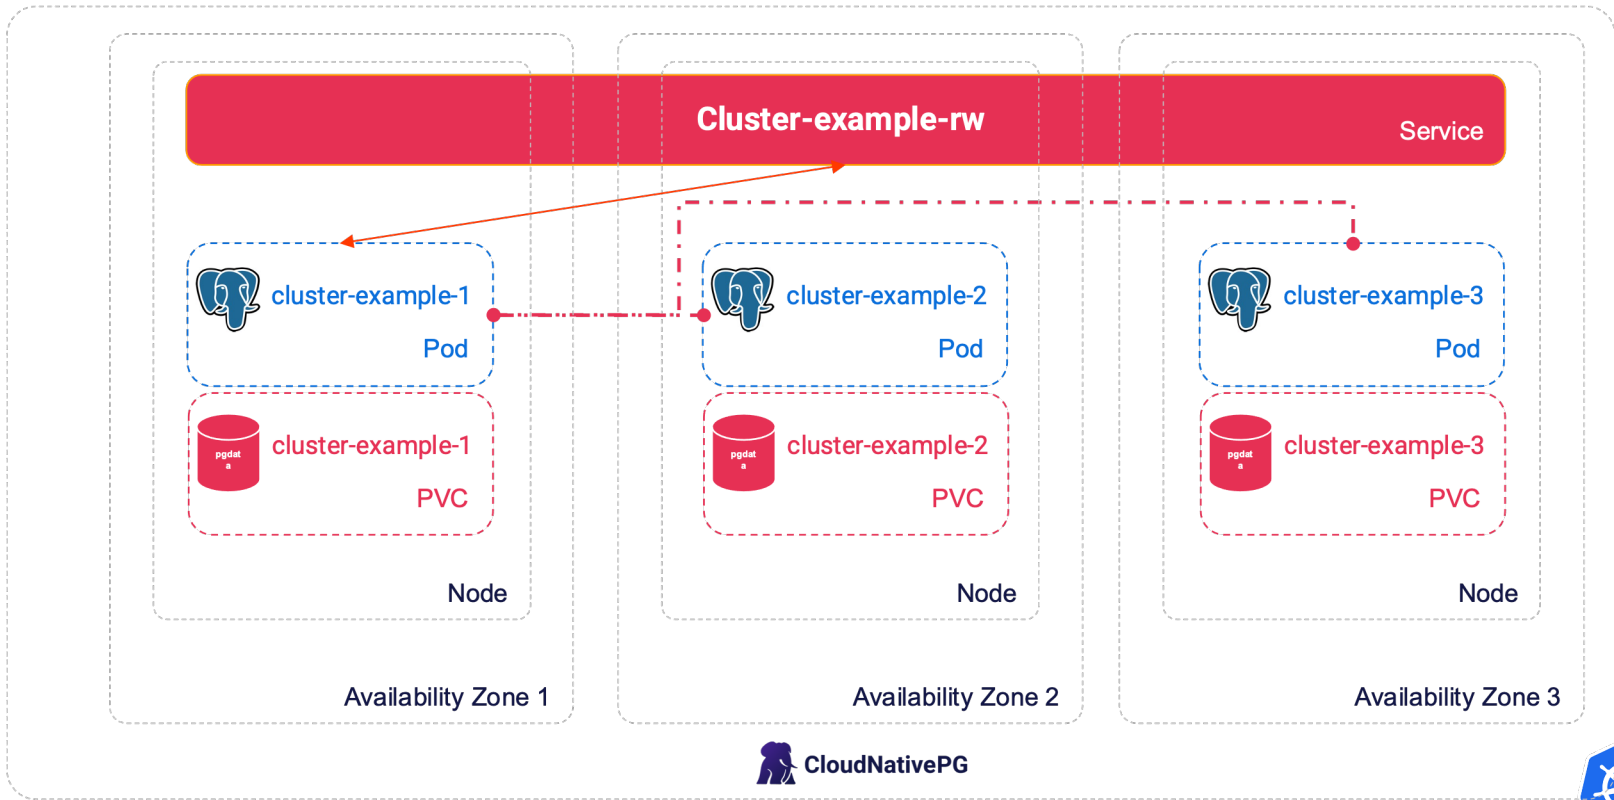 Cluster-example-rw
Service
cluster-example-1
Pod
cluster-example-2
Pod
cluster-example-3
Pod
pgdat
a
cluster-example-1
PVC
pgdat
a
cluster-example-2
PVC
pgdat
a
cluster-example-3
PVC
Node
Node
Node
Availability Zone 1
Availability Zone 2
Availability Zone 3
CloudNativePG